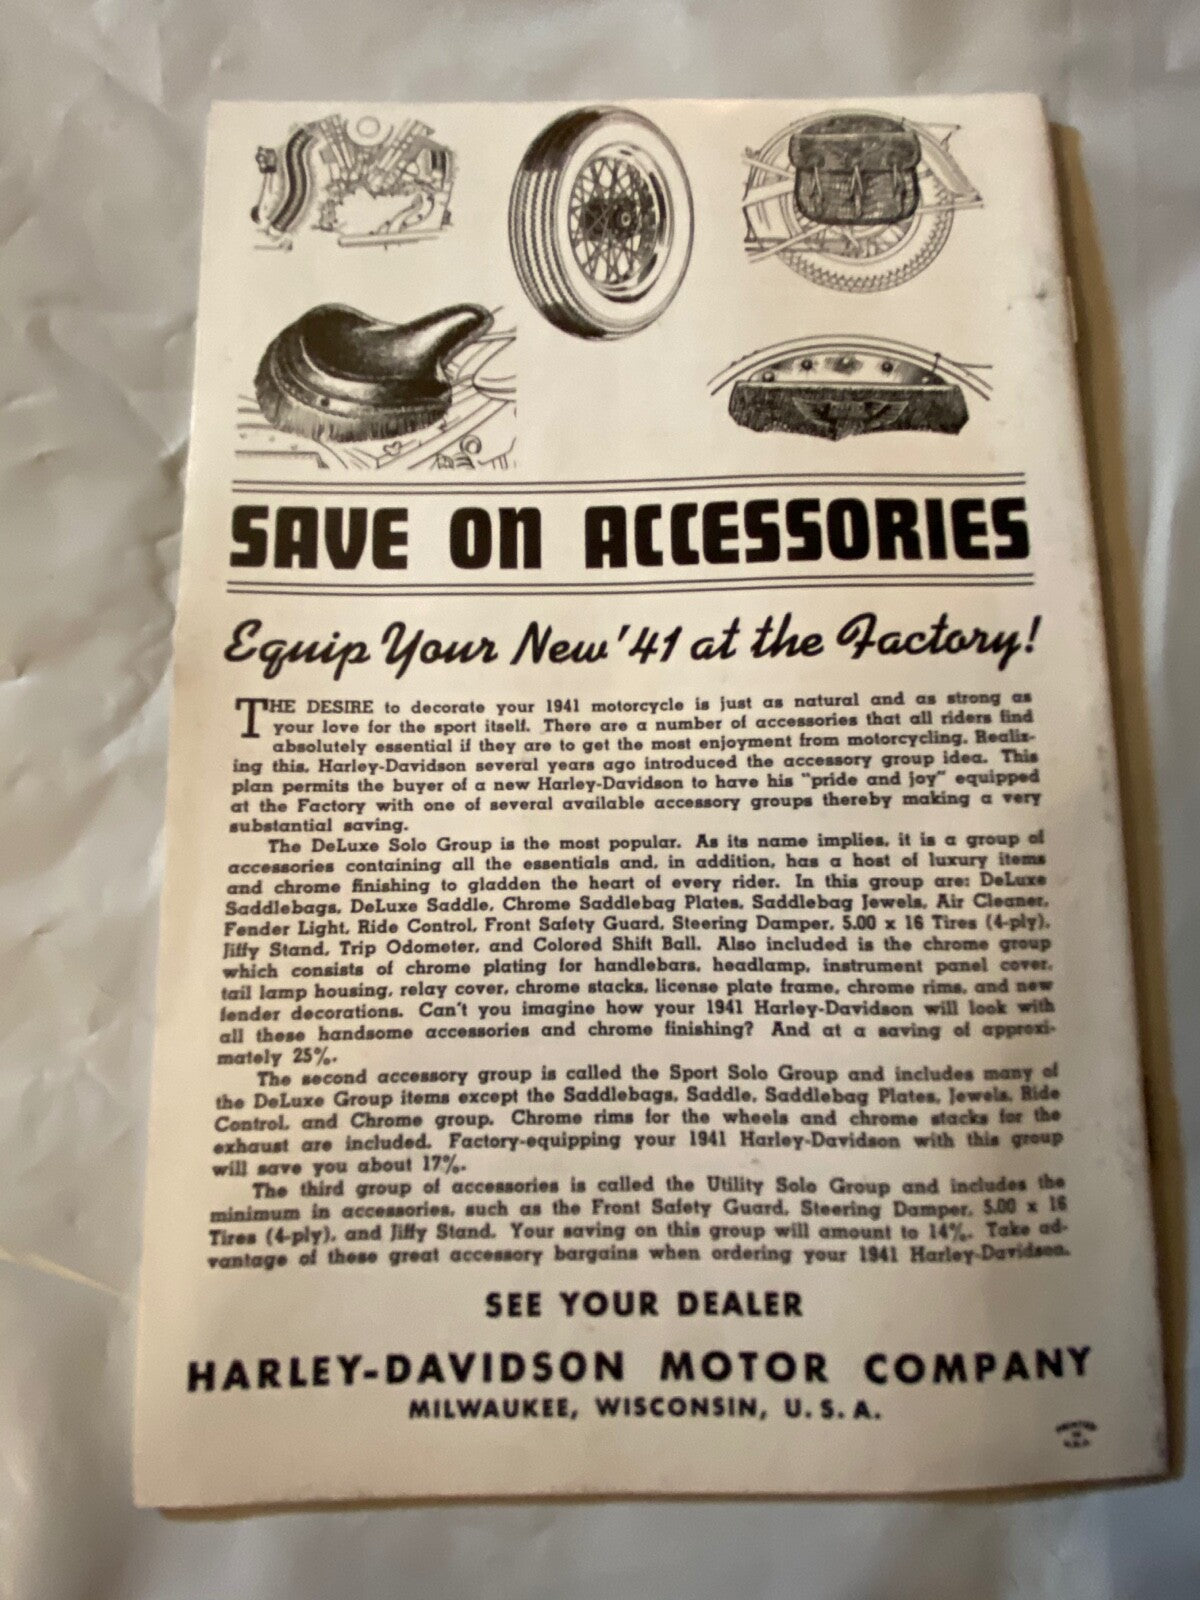 SAVE ON ACCESSORIES
Equip Your New '41 at the Factory!
THE DESIRE to decorate your 1941 motorcycle is just as natural and as strong as
your love for the sport itself. There are a number of accessories that all riders find
absolutely essential if they are to get the most enjoyment from motorcycling. Realiz-
ing this, Harley-Davidson several years ago introduced the accessory group idea. This
plan permits the buyer of a new Harley-Davidson to have his "pride and joy" equipped
at the Factory with one of several available accessory groups thereby making a very
substantial saving.
The DeLuxe Solo Group is the most popular. As its name implies, it is a group of
accessories containing all the essentials and, in addition, has a host of luxury items
and chrome finishing to gladden the heart of every rider. In this group are: DeLuxe
Saddlebags, DeLuxe Saddle, Chrome Saddlebag Plates, Saddlebag Jewels, Air Cleaner,
Fender Light, Ride Control, Front Safety Guard, Steering Damper, 5.00 x 16 Tires (4-ply),
Jiffy Stand, Trip Odometer, and Colored Shift Ball. Also included is the chrome group
which consists of chrome plating for handlebars, headlamp, instrument panel cover,
tail lamp housing, relay cover, chrome stacks, license plate frame, chrome rims, and new
fender decorations. Can't you imagine how your 1941 Harley-Davidson will look with
all these handsome accessories and chrome finishing? And at a saving of approxi-
mately 25%.
The second accessory group is called the Sport Solo Group and includes many of
the DeLuxe Group items except the Saddlebags, Saddle, Saddlebag Plates, Jewels, Ride
Control, and Chrome group. Chrome rims for the wheels and chrome stacks for the
exhaust are included. Factory-equipping your 1941 Harley-Davidson with this group
will save you about 17%.
The third group of accessories is called the Utility Solo Group and includes the
minimum in accessories, such as the Front Safety Guard, Steering Damper, 5.00 x 16
Tires (4-ply), and Jiffy Stand. Your saving on this group will amount to 14%. Take ad-
vantage of these great accessory bargains when ordering your 1941 Harley-Davidson.
SEE YOUR DEALER
HARLEY-DAVIDSON MOTOR COMPANY
MILWAUKEE, WISCONSIN, U. S. A.
PRINTED
IN
U.S.A.